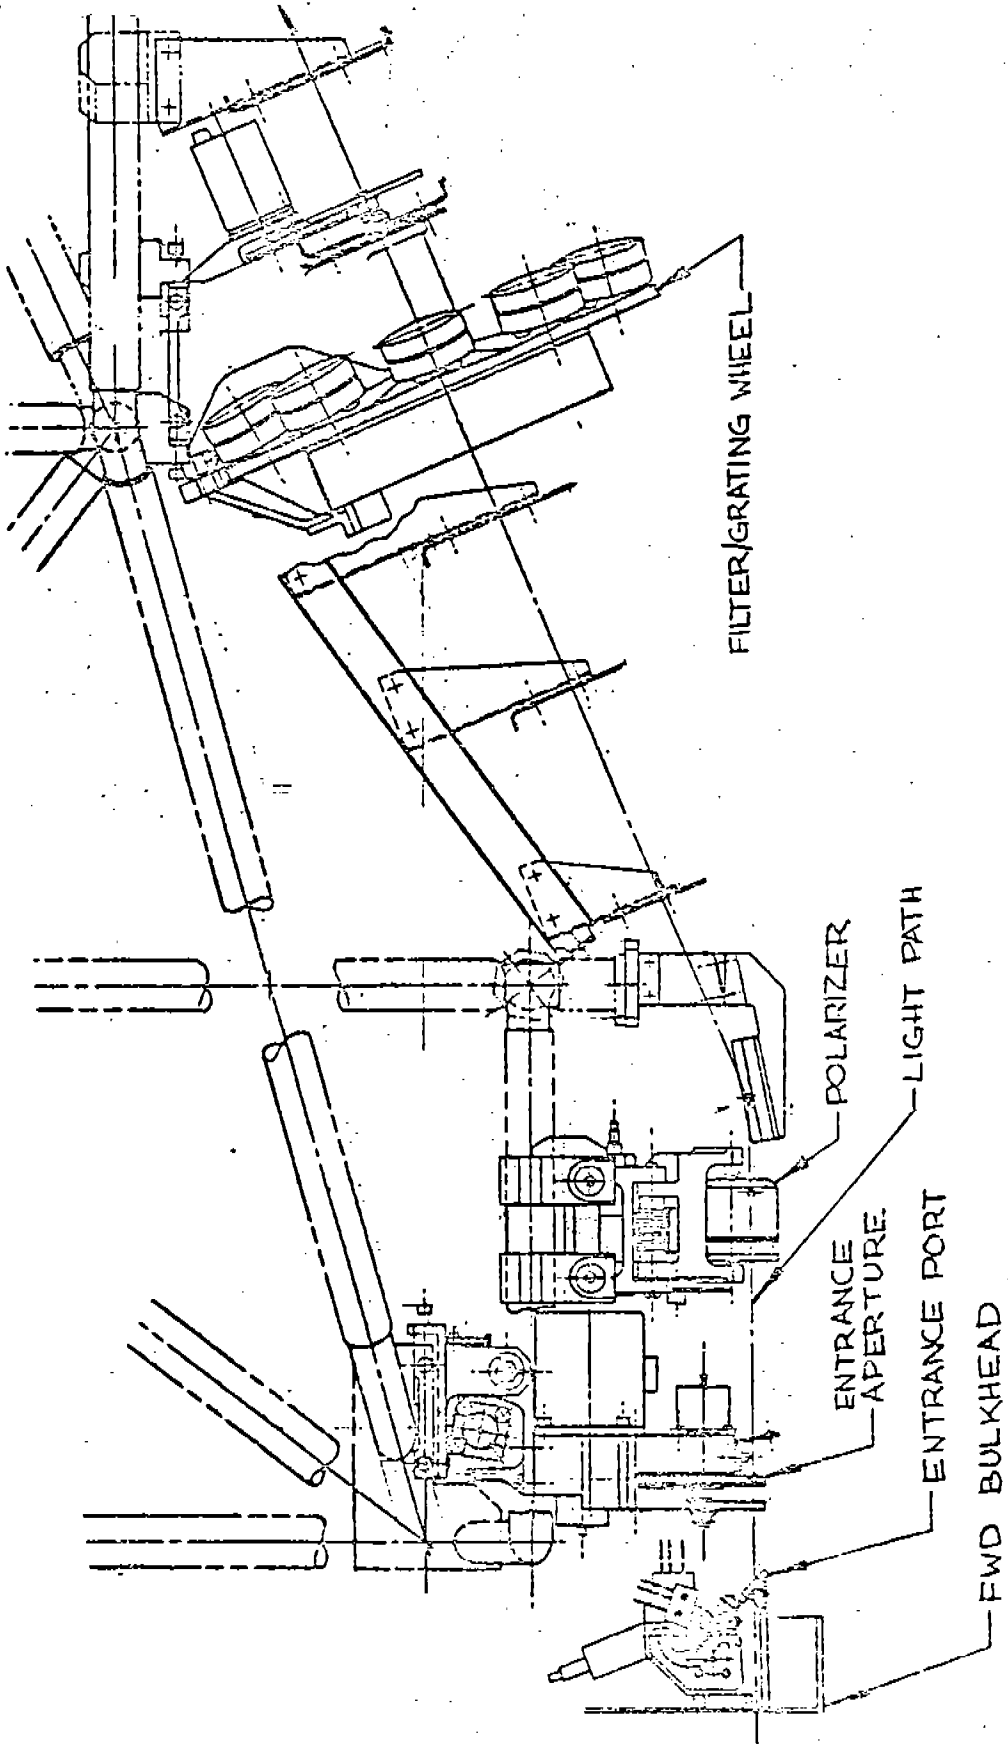 FILTER/GRATING WHEEL
POLARIZER
LIGHT PATH
ENTRANCE
APERTURE
ENTRANCE PORT
FWD BULKHEAD